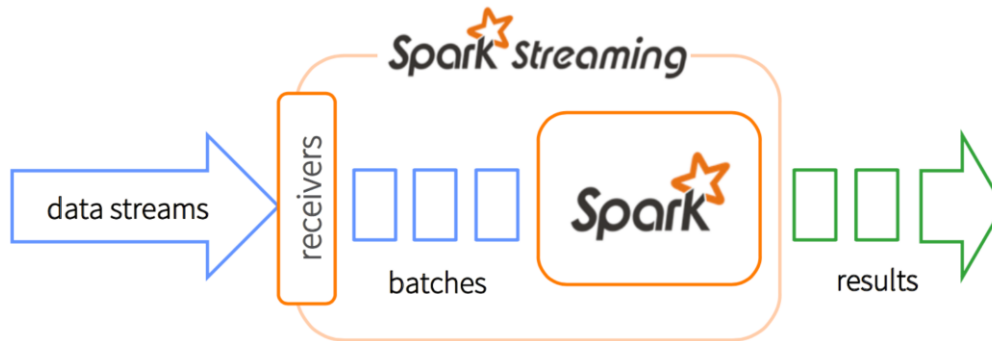 Spark Streaming
receivers
data streams
batches
Spark
results